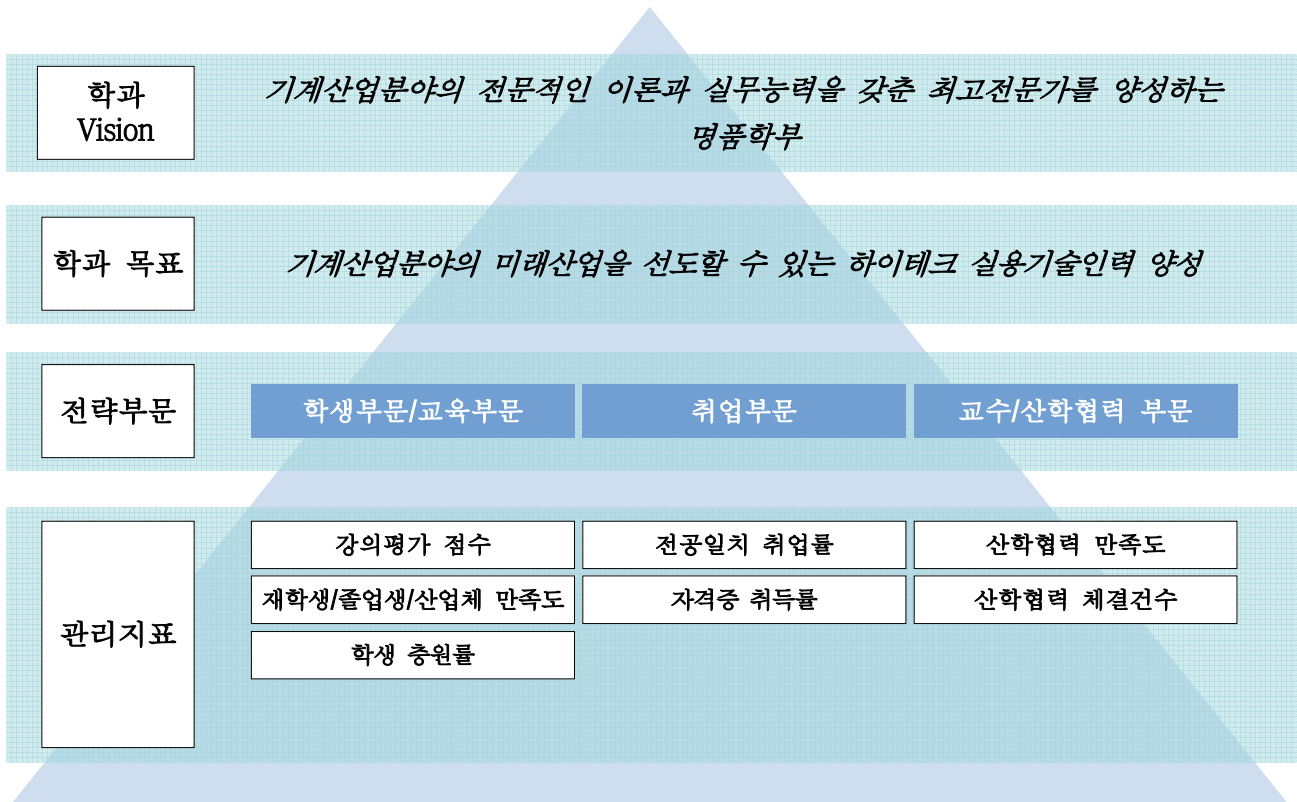 학과
Vision
기계산업분야의 전문적인 이론과 실무능력을 갖춘 최고전문가를 양성하는
명품학부
학과 목표
기계산업분야의 미래산업을 선도할 수 있는 하이테크 실용기술인력 양성
전략부문
학생부문/교육부문
취업부문
교수/산학협력 부문
관리지표
강의평가 점수
전공일치 취업률
산학협력 만족도
재학생/졸업생/산업체 만족도
자격증 취득률
산학협력 체결건수
학생 충원률